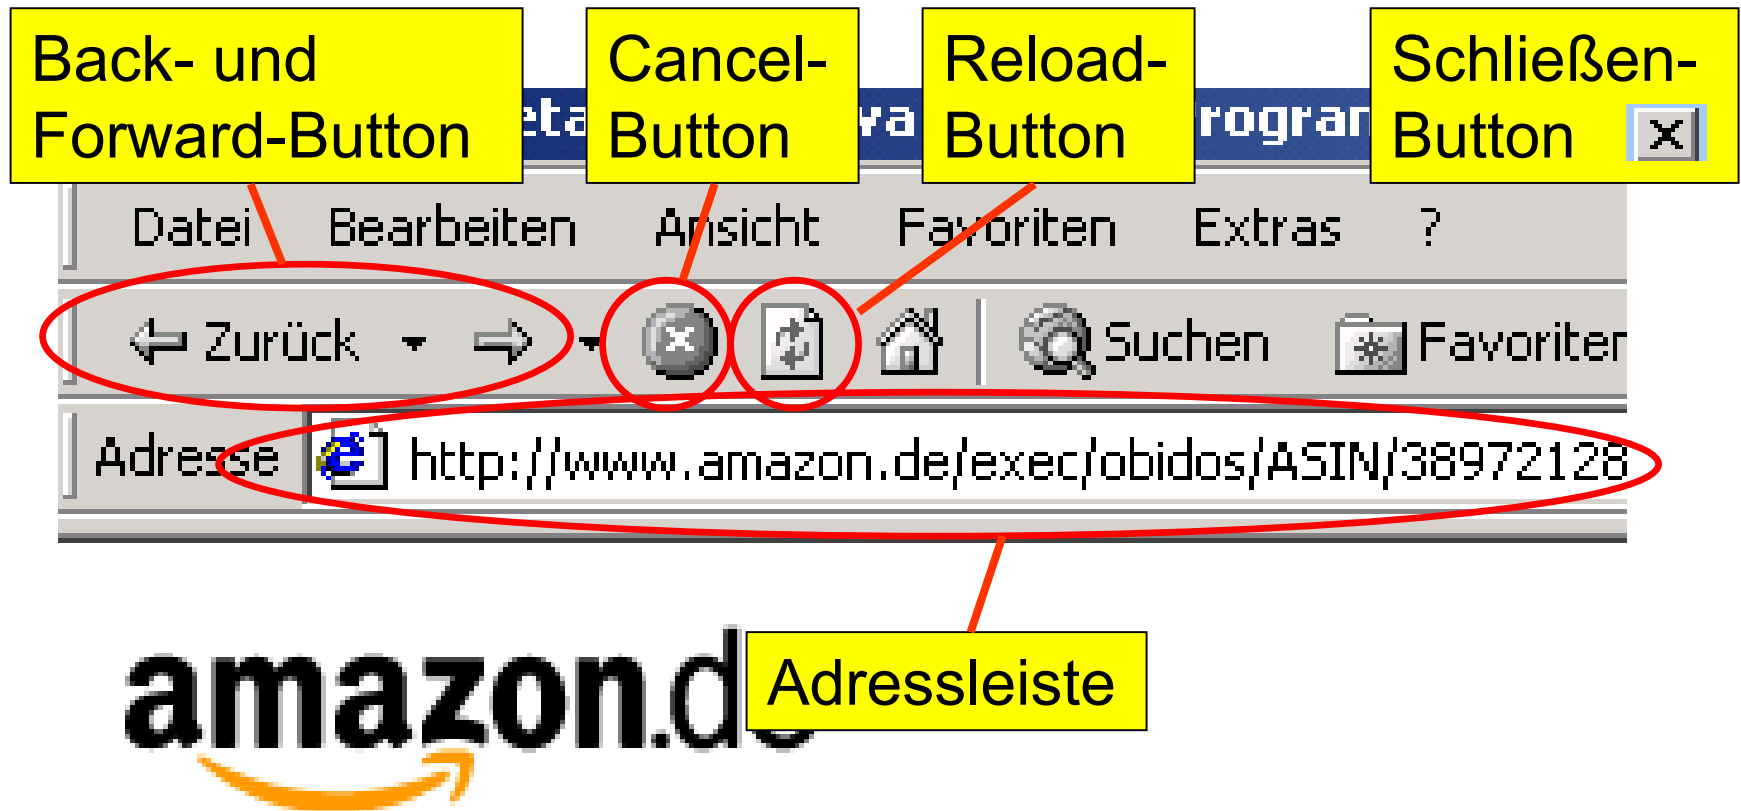 Back- und
Forward-Button
Cancel-
Button
Reload-
Button
Schließen-
Button
Datei Bearbeiten Ansicht Favoriten Extras ?
Zurück Suchen Favoriten
Adresse http://www.amazon.de/exec/obidos/ASIN/38972128
amazon.de
Adressleiste